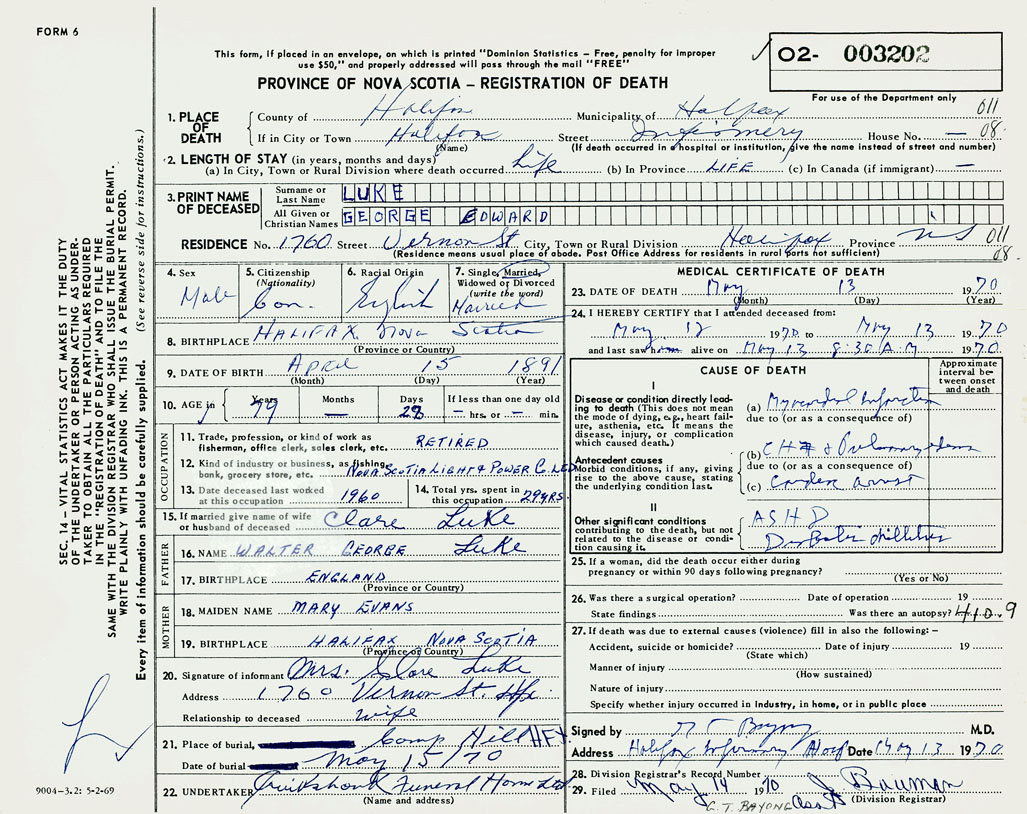 FORM 6
This form, if placed in an envelope, on which is printed "Dominion Statistics – Free, penalty for improper
use $50," and properly addressed will pass through the mail "FREE"
O2- 003202
PROVINCE OF NOVA SCOTIA – REGISTRATION OF DEATH
For use of the Department only
1. PLACE OF DEATH
County of Halifax Municipality of Halifax 011
If in City or Town Halifax Street Infirmary House No. — 08.
(Name) (If death occurred in a hospital or institution, give the name instead of street and number)
2. LENGTH OF STAY (in years, months and days)
(a) In City, Town or Rural Division where death occurred Life (b) In Province LIFE (c) In Canada (if immigrant) —
3. PRINT NAME OF DECEASED
Surname or Last Name LUKE
All Given or Christian Names GEORGE EDWARD
RESIDENCE No. 1760 Street Vernon St. City, Town or Rural Division Halifax Province NS 011
(Residence means usual place of abode. Post Office Address for residents in rural parts not sufficient) 08.
4. Sex
Male
5. Citizenship
(Nationality)
Can.
6. Racial Origin
English
7. Single, Married,
Widowed or Divorced
(write the word)
Married
8. BIRTHPLACE HALIFAX Nova Scotia
(Province or Country)
9. DATE OF BIRTH April 15 1891
(Month) (Day) (Year)
10. AGE in Years Months Days If less than one day old
79 — 28 — hrs. or — min.
OCCUPATION
11. Trade, profession, or kind of work as
fisherman, office clerk, sales clerk, etc. RETIRED
12. Kind of industry or business, as fishing,
bank, grocery store, etc. NOVA SCOTIA LIGHT & POWER CO. LTD
13. Date deceased last worked
at this occupation 1960
14. Total yrs. spent in
this occupation 29 YRS
15. If married give name of wife
or husband of deceased Clare Luke
FATHER
16. NAME WALTER GEORGE Luke
17. BIRTHPLACE ENGLAND
(Province or Country)
MOTHER
18. MAIDEN NAME MARY EVANS
19. BIRTHPLACE HALIFAX NOVA SCOTIA
(Province or Country)
20. Signature of informant Mrs. Clare Luke
Address 1760 Vernon St. Hfx.
Relationship to deceased wife
21. Place of burial, Camp Hill HFX
Date of burial May 15/70
22. UNDERTAKER Cruikshank Funeral Home Ltd
(Name and address)
MEDICAL CERTIFICATE OF DEATH
23. DATE OF DEATH May 13 1970
(Month) (Day) (Year)
24. I HEREBY CERTIFY that I attended deceased from:
May 12 1970 to May 13 1970
and last saw him alive on May 13 8:30 A.M 1970
CAUSE OF DEATH
Approximate interval between onset and death
I
Disease or condition directly leading to death (This does not mean the mode of dying, e.g., heart failure, asthenia, etc. It means the disease, injury, or complication which caused death.)
(a) Myocardial Infarction
due to (or as a consequence of)
Antecedent causes
Morbid conditions, if any, giving rise to the above cause, stating the underlying condition last.
(b) CHF & Pulmonary edema
due to (or as a consequence of)
(c) Cardiac arrest
II
Other significant conditions
contributing to the death, but not related to the disease or condition causing it.
ASHD
Diabetes Mellitus
25. If a woman, did the death occur either during
pregnancy or within 90 days following pregnancy?
(Yes or No)
26. Was there a surgical operation? Date of operation 19
State findings Was there an autopsy? 410.9
27. If death was due to external causes (violence) fill in also the following: –
Accident, suicide or homicide? Date of injury 19
(State which)
Manner of injury
(How sustained)
Nature of injury
Specify whether injury occurred in industry, in home, or in public place
Signed by G T Bayong M.D.
Address Halifax Infirmary Hosp Date May 13 1970
28. Division Registrar's Record Number
29. Filed May 14 1970 J Bauman
G. T. BAYONG Asst (Division Registrar)
SEC. 14 – VITAL STATISTICS ACT MAKES IT THE DUTY
OF THE UNDERTAKER OR PERSON ACTING AS UNDER-
TAKER TO OBTAIN ALL THE PARTICULARS REQUIRED
IN THE "REGISTRATION OF DEATH" AND TO FILE THE
SAME WITH THE DIVISION REGISTRAR WHO SHALL ISSUE THE BURIAL PERMIT.
WRITE PLAINLY WITH UNFADING INK. THIS IS A PERMANENT RECORD.
Every item of information should be carefully supplied. (See reverse side for instructions.)
9004-3.2: 5-2-69